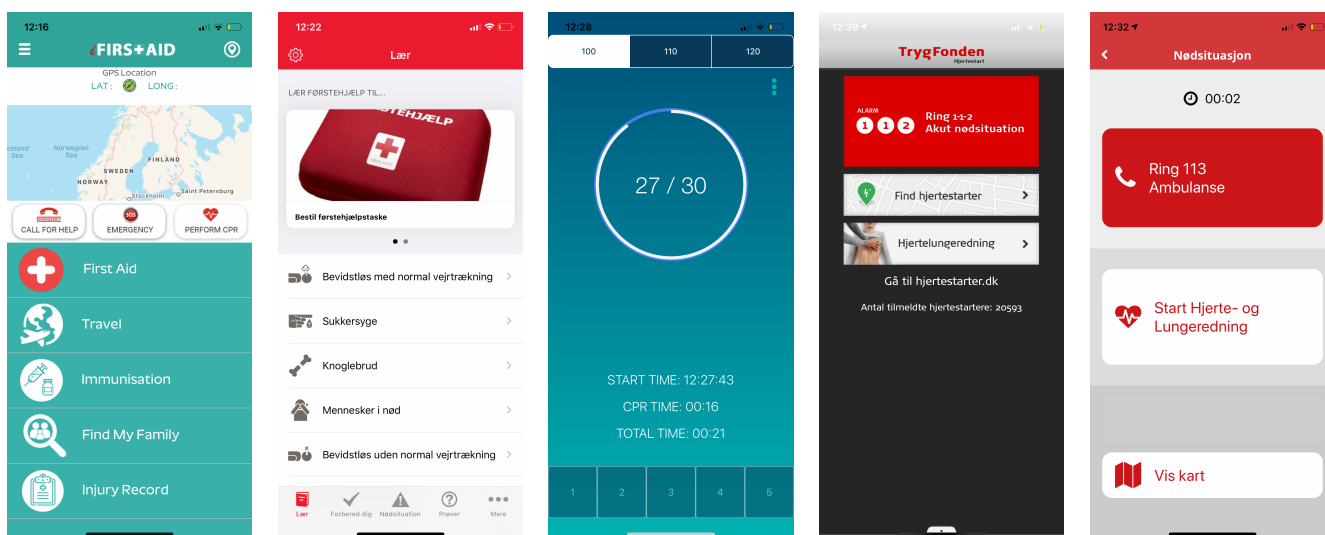 12:16
iFIRS+AID
GPS Location
LAT: LONG:
celand
Sea
Norwegian
Sea
FINLAND
SWEDEN
NORWAY
Stockholm
Saint Petersburg
EMERGENCY
SOS
CALL FOR HELP
EMERGENCY
PERFORM CPR
First Aid
Travel
Immunisation
Find My Family
Injury Record
12:22
Lær
LÆR FØRSTEHJÆLP TIL...
STEHJÆLP
Bestil førstehjælpstaske
Bevidstløs med normal vejrtrækning
Sukkersyge
Knoglebrud
Mennesker i nød
Bevidstløs uden normal vejrtrækning
Lær
Forbered dig
Nødsituation
Prøver
Mere
12:28
100
110
120
27 / 30
START TIME: 12:27:43
CPR TIME: 00:16
TOTAL TIME: 00:21
1
2
3
4
5
12:29
TrygFonden
Hjertestart
ALARM
1 1 2
Ring 1-1-2
Akut nødsituation
Find hjertestarter
Hjertelungeredning
Gå til hjertestarter.dk
Antal tilmeldte hjertestartere: 20593
12:32
Nødsituasjon
00:02
Ring 113
Ambulanse
Start Hjerte- og
Lungeredning
Vis kart